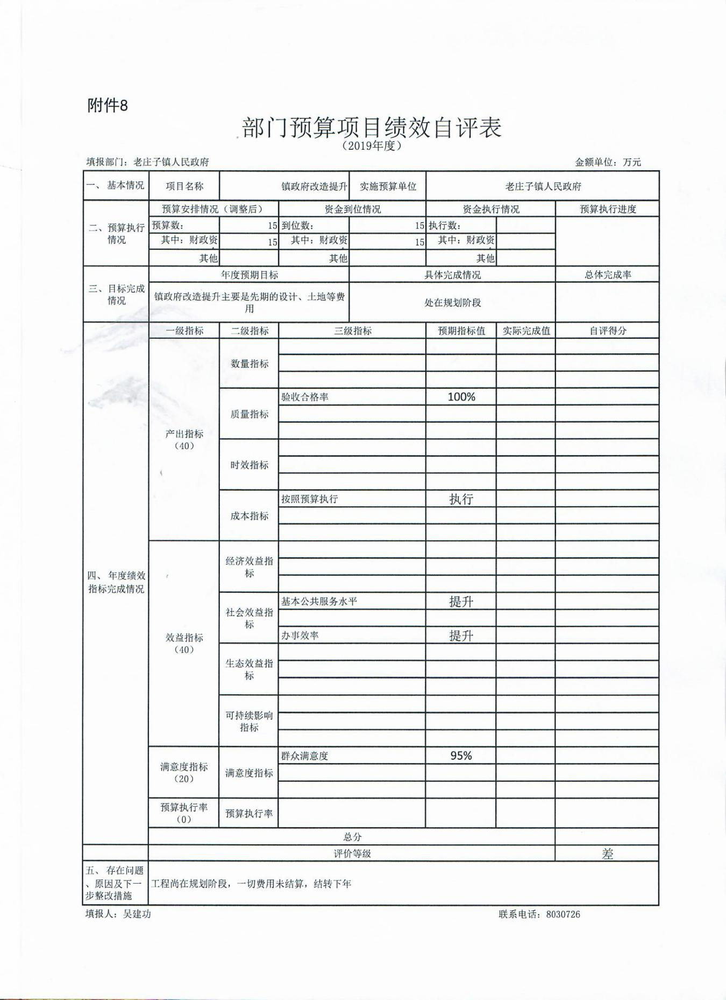 附件8
部门预算项目绩效自评表
（2019年度）
填报部门：老庄子镇人民政府 金额单位：万元
一、 基本情况 项目名称 镇政府改造提升 实施预算单位 老庄子镇人民政府
二、预算执行
情况
预算安排情况（调整后） 资金到位情况 资金执行情况 预算执行进度
预算数： 15 到位数： 15 执行数：
其中：财政资 15 其中：财政资 15 其中：财政资
其他 其他 其他
三、目标完成
情况
年度预期目标 具体完成情况 总体完成率
镇政府改造提升主要是先期的设计、土地等费
用
处在规划阶段
四、 年度绩效
指标完成情况
一级指标 二级指标 三级指标 预期指标值 实际完成值 自评得分
产出指标
（40）
数量指标
质量指标
验收合格率 100%
时效指标
成本指标
按照预算执行 执行
效益指标
（40）
经济效益指
标
社会效益指
标
基本公共服务水平 提升
办事效率 提升
生态效益指
标
可持续影响
指标
满意度指标
（20）
满意度指标
群众满意度 95%
预算执行率
（0）
预算执行率
总分
评价等级 差
五、 存在问题
、原因及下一
步整改措施
工程尚在规划阶段，一切费用未结算，结转下年
填报人：吴建功 联系电话：8030726